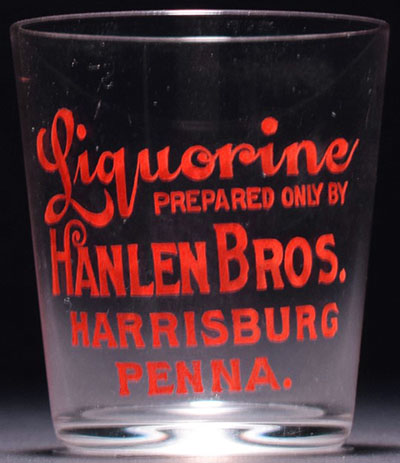 Liquorine
PREPARED ONLY BY
HANLEN BROS.
HARRISBURG
PENNA.